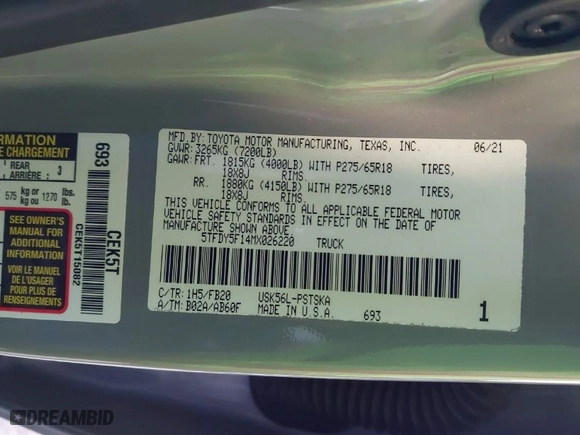 MFD.BY:TOYOTA MOTOR MANUFACTURING, TEXAS, INC. 06/21
GVWR: 3265KG (7200LB)
GAWR:FRT. 1815KG (4000LB) WITH P275/65R18 TIRES,
18X8J RIMS.
RR. 1880KG (4150LB) WITH P275/65R18 TIRES,
18X8J RIMS.
THIS VEHICLE CONFORMS TO ALL APPLICABLE FEDERAL MOTOR
VEHICLE SAFETY STANDARDS IN EFFECT ON THE DATE OF
MANUFACTURE SHOWN ABOVE.
5TFDY5F14MX026220 TRUCK
C/TR: 1H5/FB20 USK56L-PSTSKA
A/TM: B02A/AB60F MADE IN U.S.A. 693
1
CHARGEMENT
REAR
ARRIÈRE: 3
575 kg or ou 1270 lbs. lb.
SEE OWNER'S
MANUAL FOR
ADDITIONAL
INFORMATION
VOIR LE MANUEL
DE L'USAGER
POUR PLUS DE
RENSEIGNEMENTS
693
CEK5T
CEK5T15082
DREAMBID